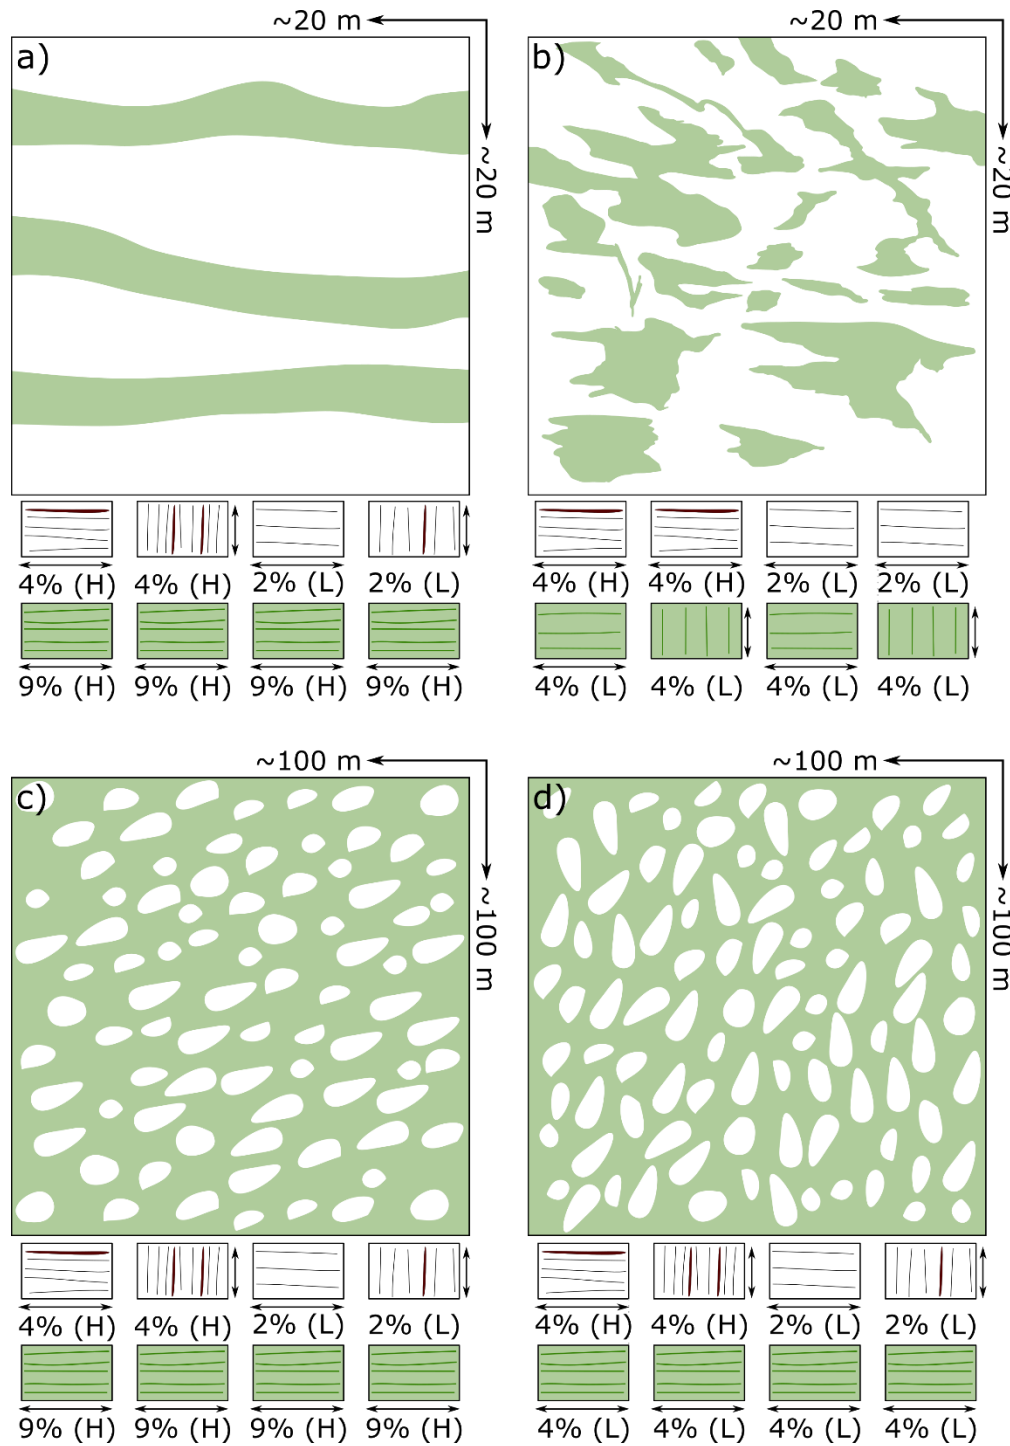 ~20 m
a)
~20 m
4% (H) 4% (H) 2% (L) 2% (L)
9% (H) 9% (H) 9% (H) 9% (H)
~20 m
b)
~20 m
4% (H) 4% (H) 2% (L) 2% (L)
4% (L) 4% (L) 4% (L) 4% (L)
~100 m
c)
~100 m
4% (H) 4% (H) 2% (L) 2% (L)
9% (H) 9% (H) 9% (H) 9% (H)
~100 m
d)
~100 m
4% (H) 4% (H) 2% (L) 2% (L)
4% (L) 4% (L) 4% (L) 4% (L)